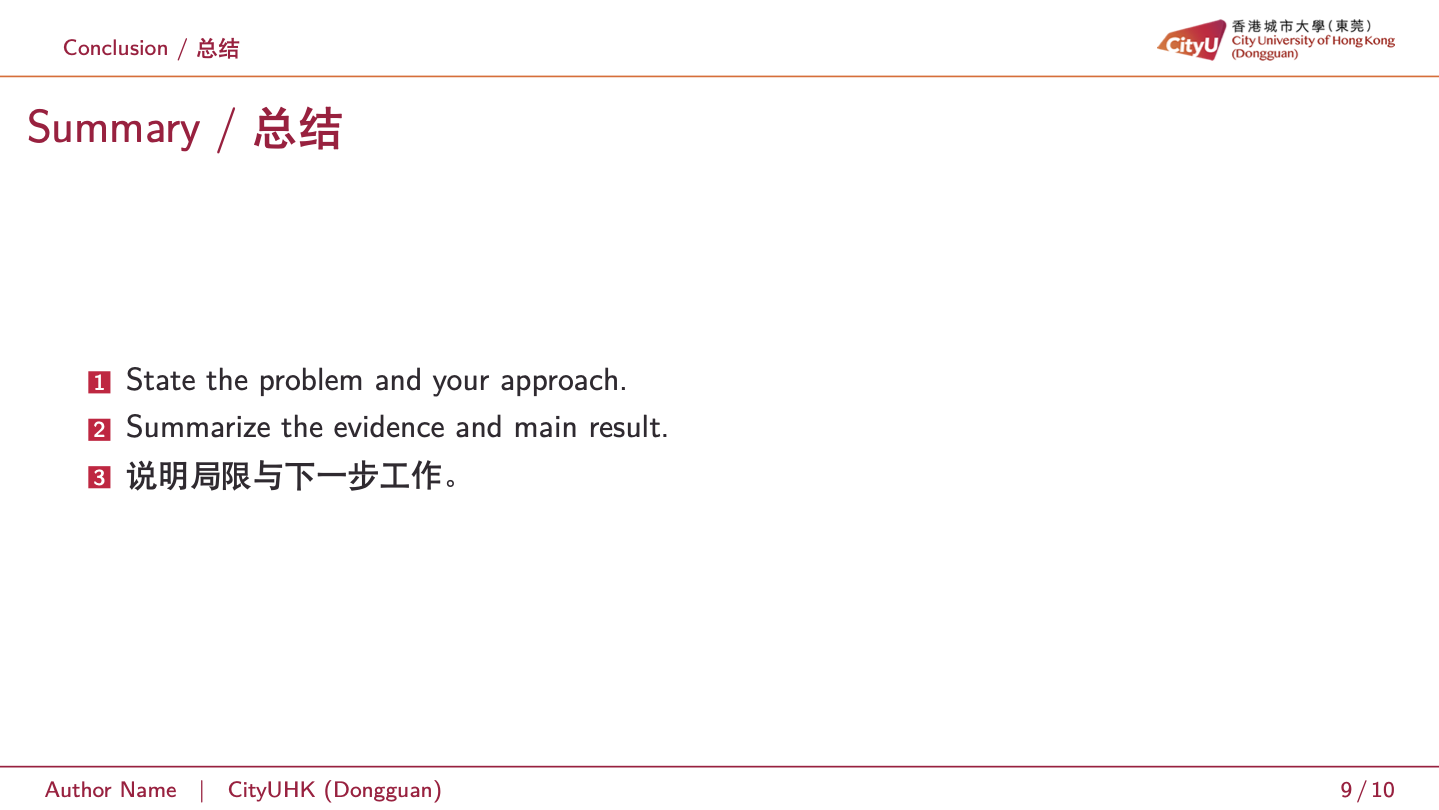 Conclusion / 总结
香港城市大學(東莞)
CityU
City University of Hong Kong
(Dongguan)
Summary / 总结
1 State the problem and your approach.
2 Summarize the evidence and main result.
3 说明局限与下一步工作。
Author Name | CityUHK (Dongguan)
9 / 10